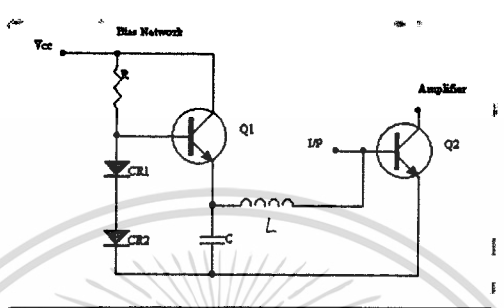 Bias Network
Vcc
R
Amplifier
Q1
I/P
Q2
CR1
L
C
CR2